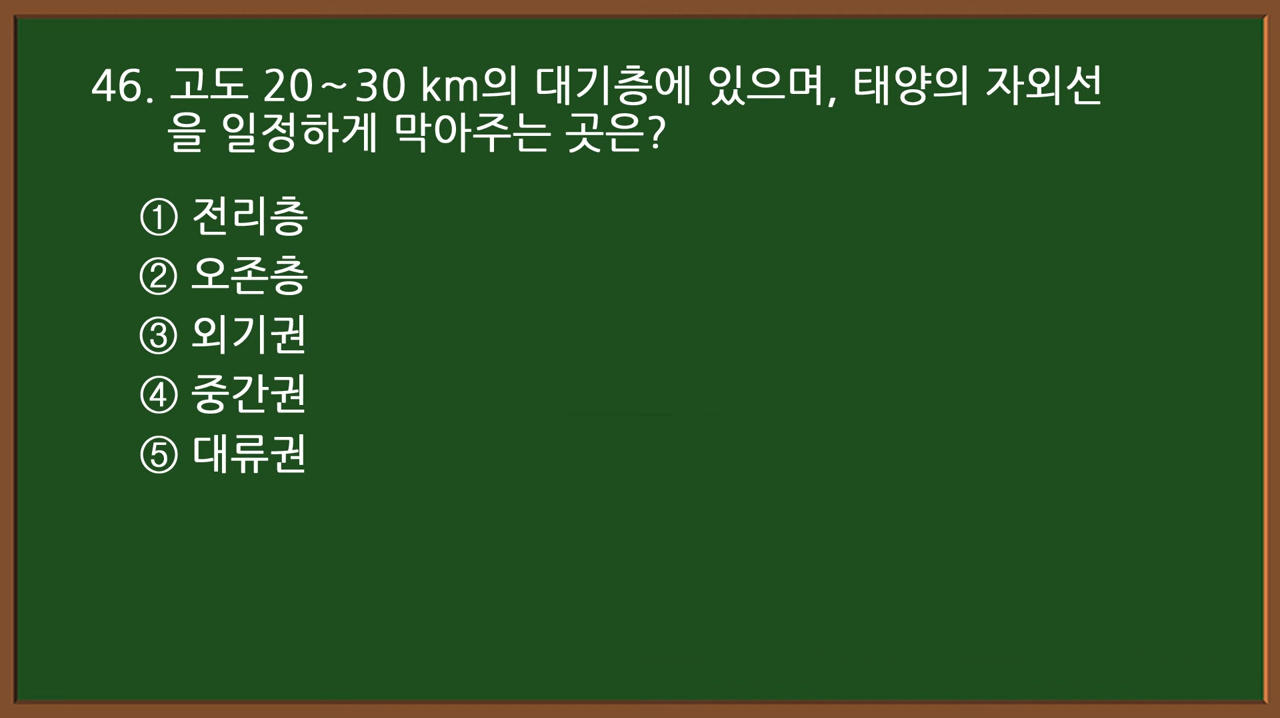 46. 고도 20～30 km의 대기층에 있으며, 태양의 자외선
을 일정하게 막아주는 곳은?
① 전리층
② 오존층
③ 외기권
④ 중간권
⑤ 대류권